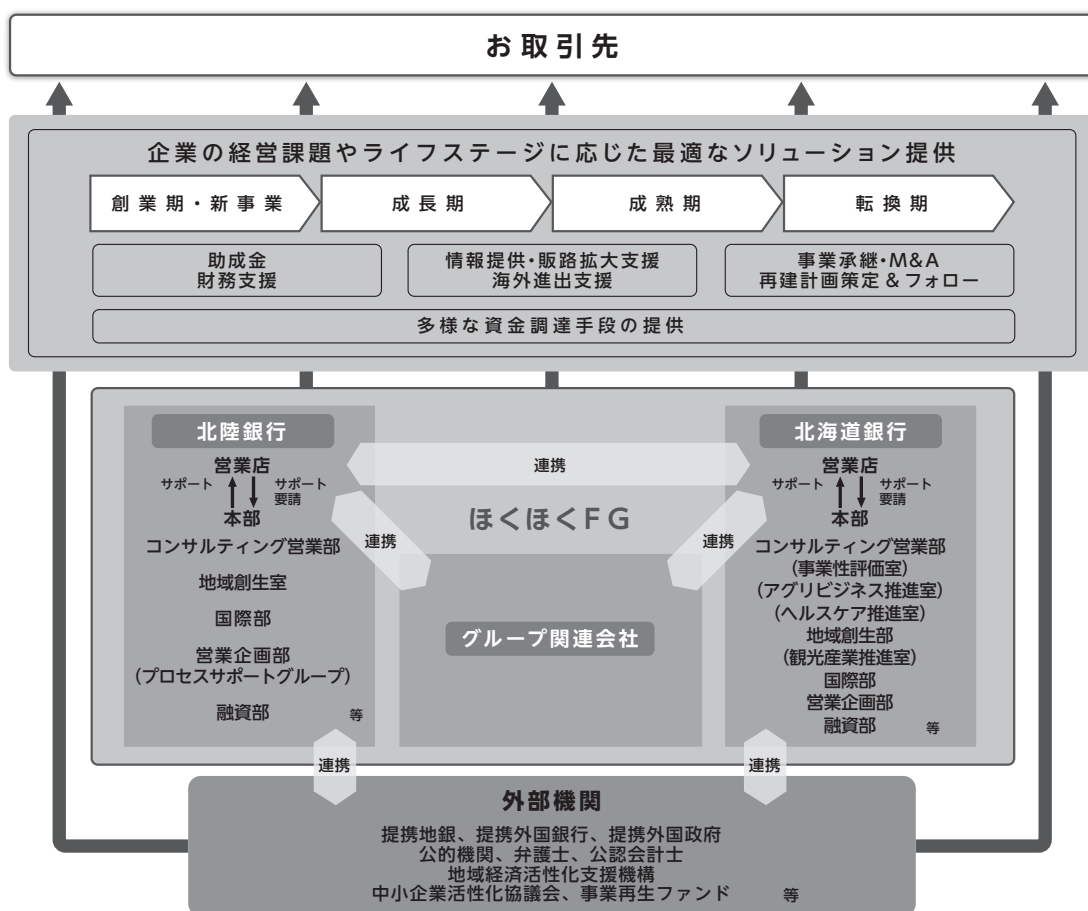 お取引先
企業の経営課題やライフステージに応じた最適なソリューション提供
創業期・新事業
成長期
成熟期
転換期
助成金
財務支援
情報提供・販路拡大支援
海外進出支援
事業承継・M&A
再建計画策定＆フォロー
多様な資金調達手段の提供
北陸銀行
営業店
サポート
サポート
要請
本部
コンサルティング営業部
地域創生室
国際部
営業企画部
(プロセスサポートグループ)
融資部
等
連携
ほくほくＦＧ
連携
連携
グループ関連会社
北海道銀行
営業店
サポート
サポート
要請
本部
コンサルティング営業部
(事業性評価室)
(アグリビジネス推進室)
(ヘルスケア推進室)
地域創生部
(観光産業推進室)
国際部
営業企画部
融資部
等
連携
連携
外部機関
提携地銀、提携外国銀行、提携外国政府
公的機関、弁護士、公認会計士
地域経済活性化支援機構
中小企業活性化協議会、事業再生ファンド
等